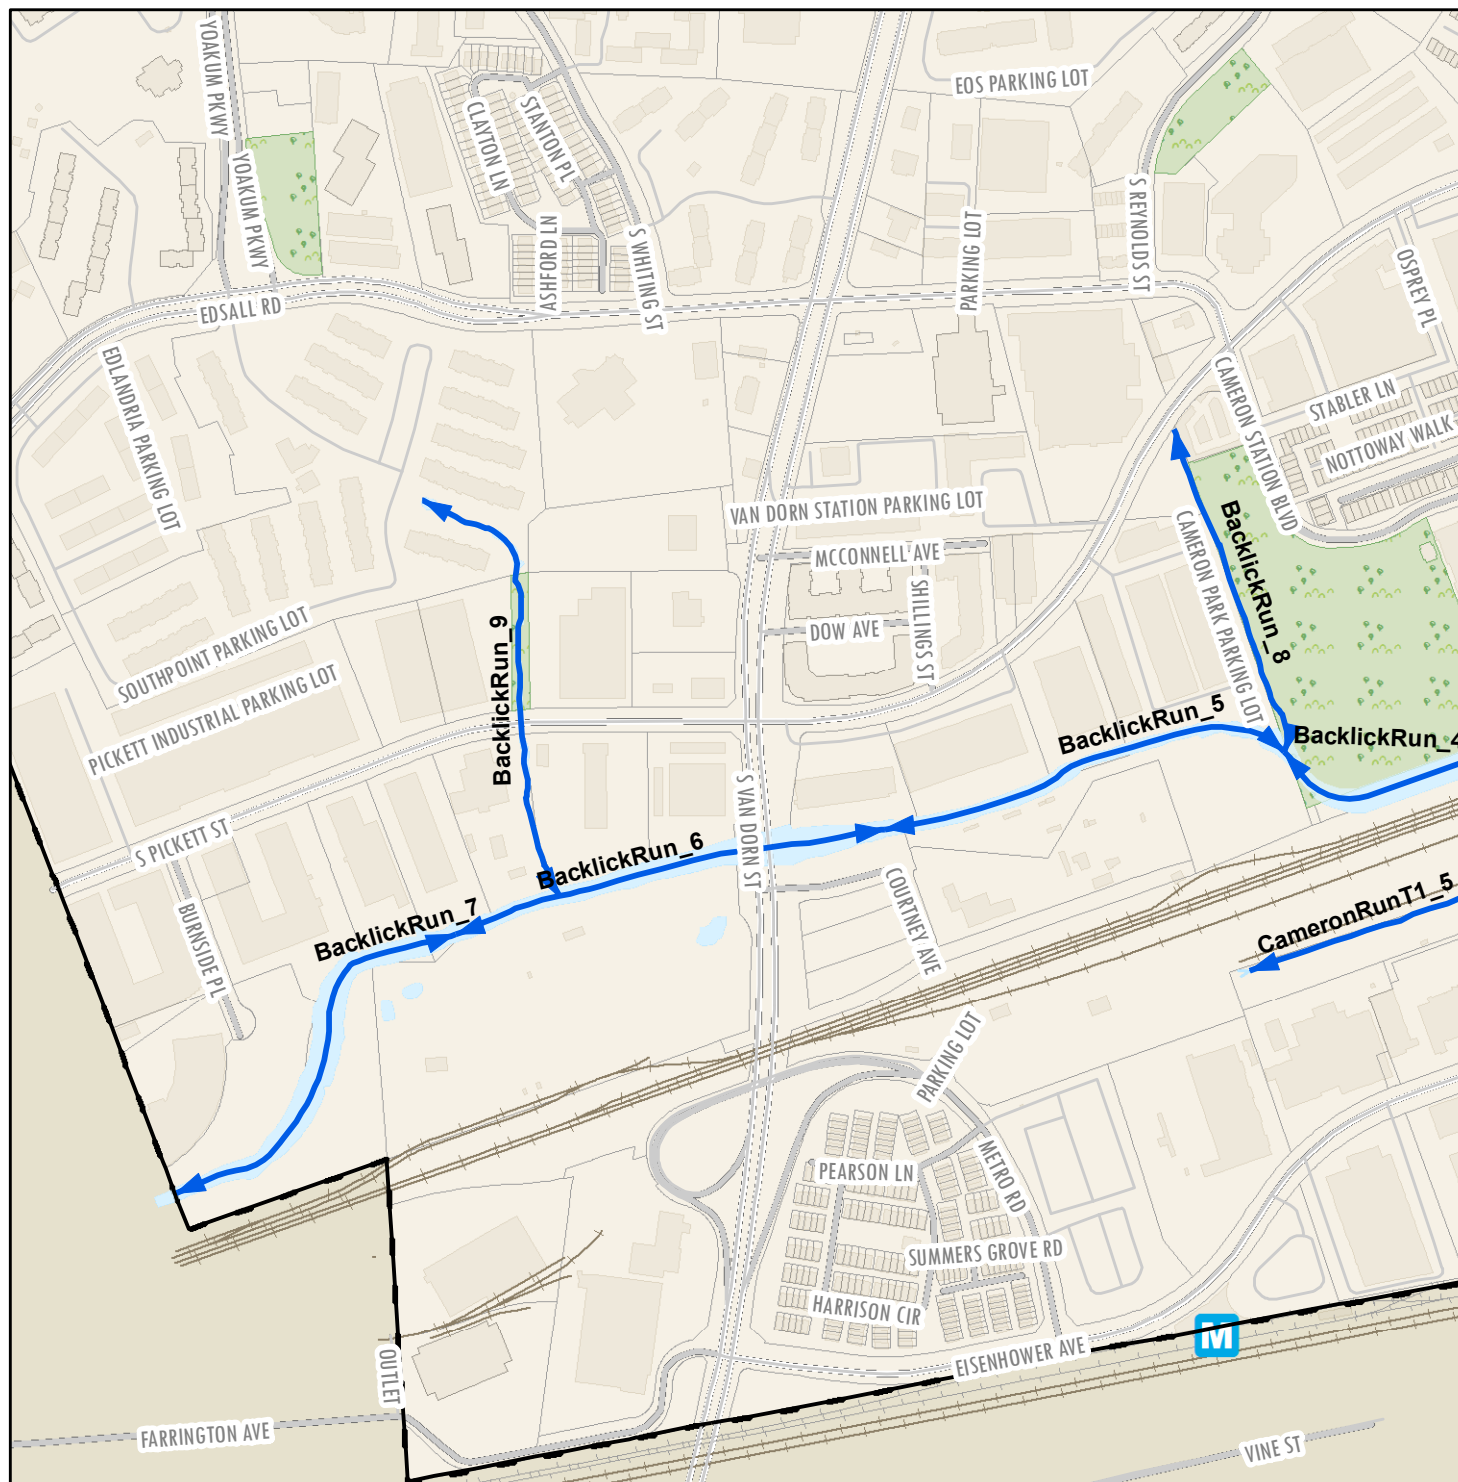 YOAKUM PKWY
YOAKUM PKWY
CLAYTON LN
STANTON PL
ASHFORD LN
S WHITING ST
EOS PARKING LOT
S REYNOLDS ST
PARKING LOT
OSPREY PL
EDSALL RD
EDLANDRIA PARKING LOT
CAMERON STATION BLVD
STABLER LN
NOTTOWAY WALK
VAN DORN STATION PARKING LOT
MCCONNELL AVE
SHILLINGS ST
DOW AVE
CAMERON PARK PARKING LOT
BacklickRun_8
BacklickRun_9
SOUTHPOINT PARKING LOT
PICKETT INDUSTRIAL PARKING LOT
BacklickRun_5
BacklickRun_4
S PICKETT ST
S VAN DORN ST
BacklickRun_6
BacklickRun_7
BURNSIDE PL
COURTNEY AVE
CameronRunT1_5
PARKING LOT
METRO RD
PEARSON LN
SUMMERS GROVE RD
HARRISON CIR
EISENHOWER AVE
M
OUTLET
FARRINGTON AVE
VINE ST